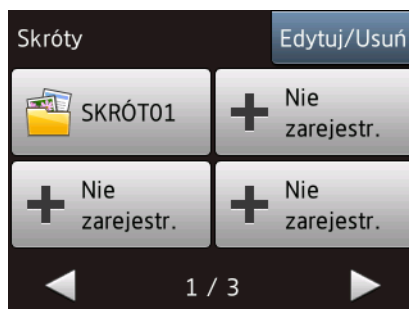 Skróty
Edytuj/Usuń
SKRÓT01
Nie
zarejestr.
Nie
zarejestr.
Nie
zarejestr.
1 / 3